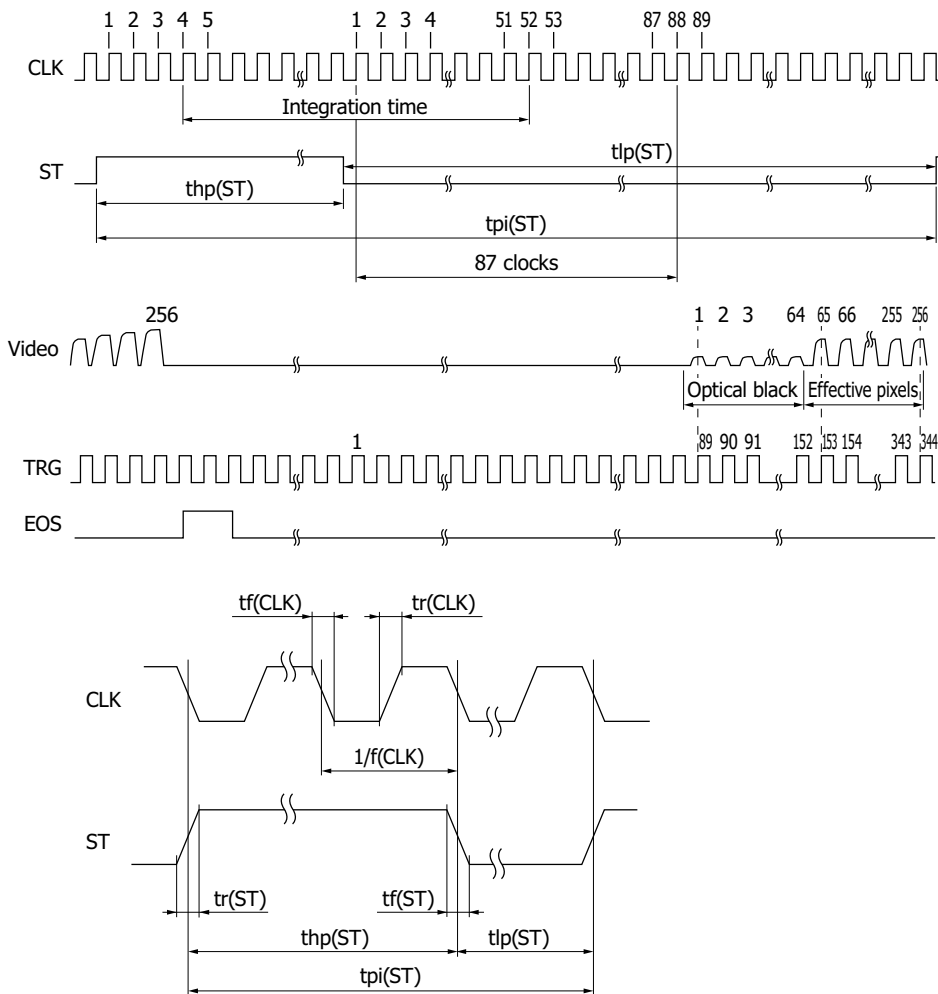 1 2 3 4 5 1 2 3 4 51 52 53 87 88 89
CLK
Integration time
tlp(ST)
ST
thp(ST)
tpi(ST)
87 clocks
256 1 2 3 64 65 66 255 256
Video
Optical black Effective pixels
1 89 90 91 152 153 154 343 344
TRG
EOS
tf(CLK) tr(CLK)
CLK
1/f(CLK)
ST
tr(ST) tf(ST)
thp(ST) tlp(ST)
tpi(ST)